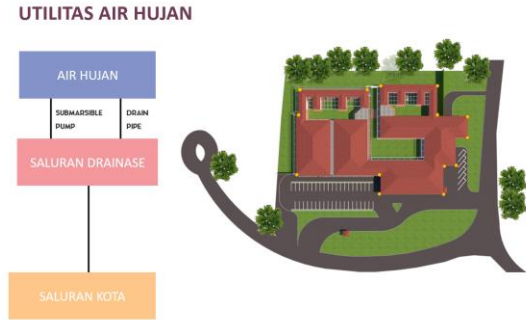 UTILITAS AIR HUJAN
AIR HUJAN
SUBMARSIBLE
PUMP
DRAIN
PIPE
SALURAN DRAINASE
SALURAN KOTA